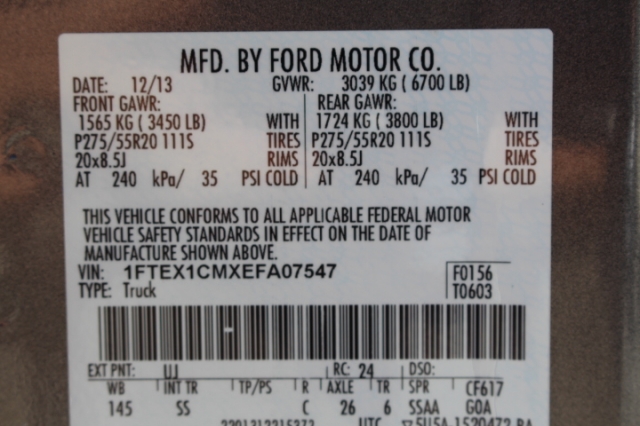 MFD. BY FORD MOTOR CO.
DATE: 12/13 GVWR: 3039 KG ( 6700 LB)
FRONT GAWR: REAR GAWR:
1565 KG ( 3450 LB) WITH 1724 KG ( 3800 LB) WITH
P275/55R20 111S TIRES P275/55R20 111S TIRES
20x8.5J RIMS 20x8.5J RIMS
AT 240 kPa/ 35 PSI COLD AT 240 kPa/ 35 PSI COLD
THIS VEHICLE CONFORMS TO ALL APPLICABLE FEDERAL MOTOR
VEHICLE SAFETY STANDARDS IN EFFECT ON THE DATE OF
MANUFACTURE SHOWN ABOVE.
VIN: 1FTEX1CMXEFA07547 F0156
TYPE: Truck T0603
EXT PNT: UJ RC: 24 DSO:
WB INT TR TP/PS R AXLE TR SPR CF617
145 SS C 26 6 SSAA GOA
UTC